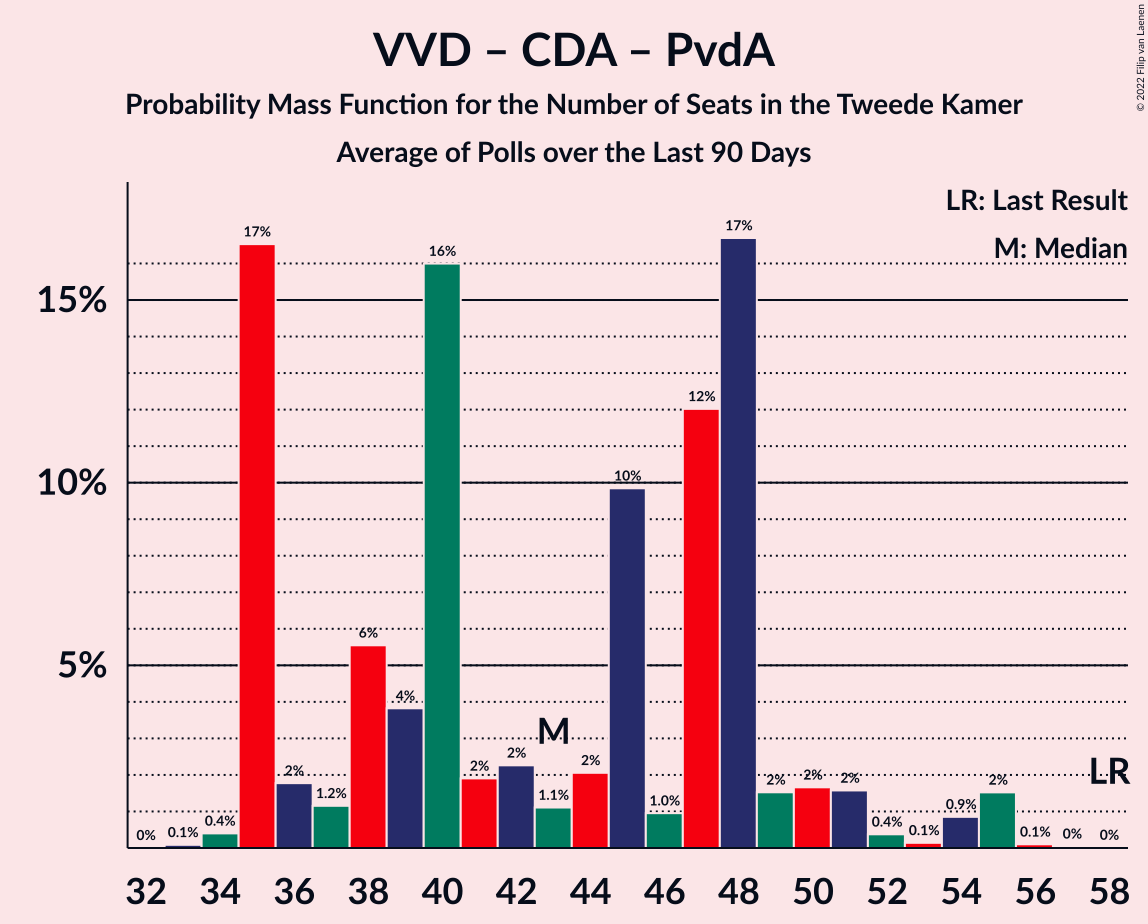 VVD – CDA – PvdA
Probability Mass Function for the Number of Seats in the Tweede Kamer
Average of Polls over the Last 90 Days
© 2022 Filip van Laenen
LR: Last Result
M: Median
15%
10%
5%
0% 0.1% 0.4% 17% 2% 1.2% 6% 4% 16% 2% 2% 1.1% 2% 10% 1.0% 12% 17% 2% 2% 2% 0.4% 0.1% 0.9% 2% 0.1% 0% 0%
M
LR
32 34 36 38 40 42 44 46 48 50 52 54 56 58